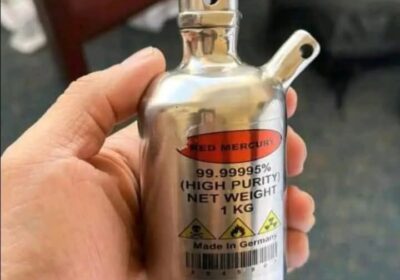 RED MERCURY
99.99995%
(HIGH PURITY)
NET WEIGHT
1 KG
Made In Germany